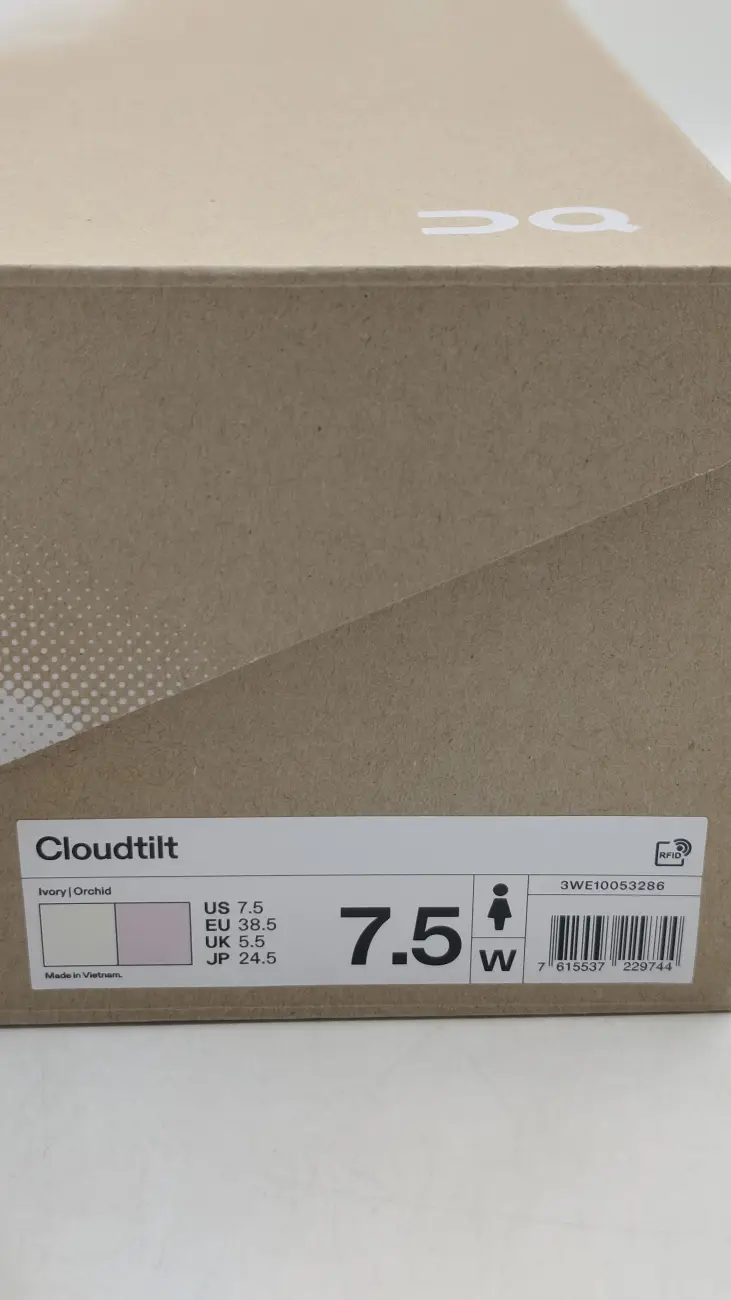 On
Cloudtilt
RFID
Ivory | Orchid
US 7.5
EU 38.5
UK 5.5
JP 24.5
Made in Vietnam.
7.5
W
3WE10053286
7 615537 229744